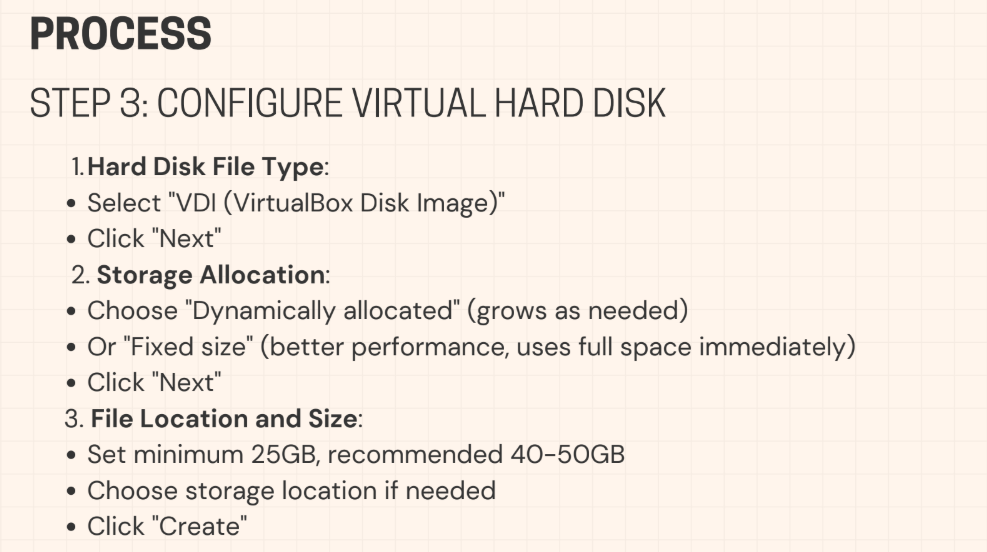 PROCESS
STEP 3: CONFIGURE VIRTUAL HARD DISK
1.Hard Disk File Type:
• Select "VDI (VirtualBox Disk Image)"
• Click "Next"
2. Storage Allocation:
• Choose "Dynamically allocated" (grows as needed)
• Or "Fixed size" (better performance, uses full space immediately)
• Click "Next"
3. File Location and Size:
• Set minimum 25GB, recommended 40-50GB
• Choose storage location if needed
• Click "Create"